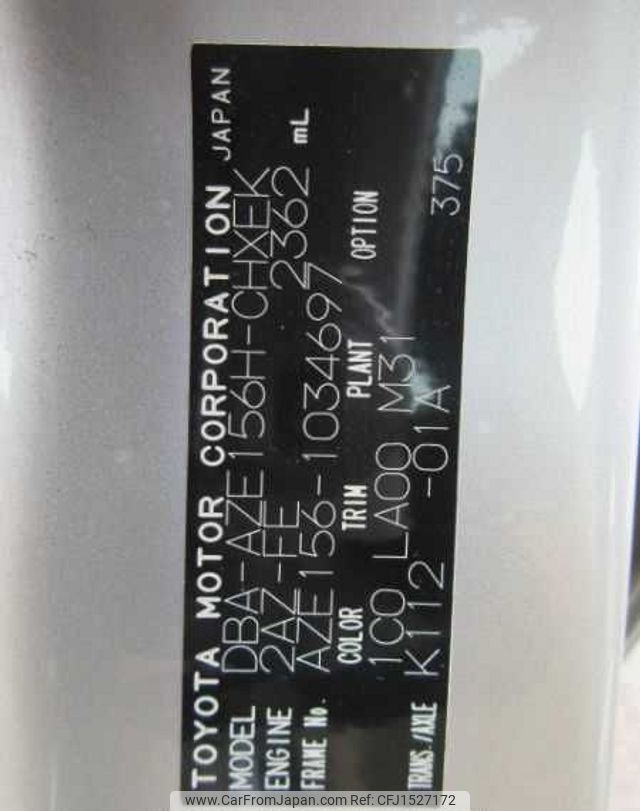 TOYOTA MOTOR CORPORATION JAPAN
MODEL DBA-AZE156H-CHXEK
ENGINE 2AZ-FE 2362 mL
FRAME No. AZE156-1034697
COLOR TRIM PLANT OPTION
1C0 LA00 M31
TRANS./AXLE K112 -01A 375
www.CarFromJapan.com Ref:CFJ1527172